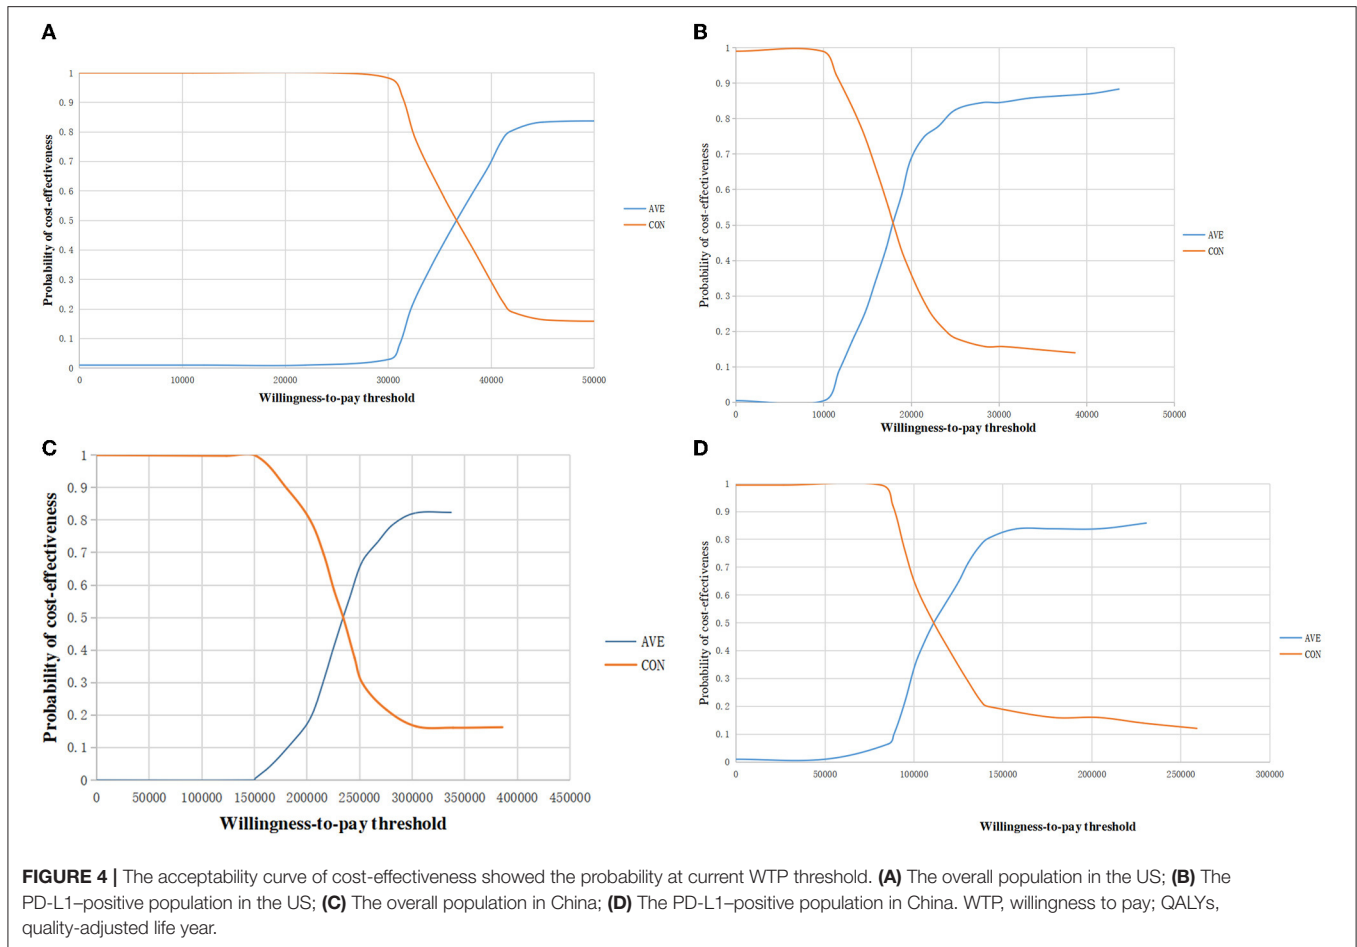 A
1
0. 9
0. 8
0. 7
0. 6
0. 5
0. 4
0. 3
0. 2
0. 1
0
0 10000 20000 30000 40000 50000
Probability of cost-effectiveness
Willingness-to-pay threshold
AVE
CON
B
1
0. 9
0. 8
0. 7
0. 6
0. 5
0. 4
0. 3
0. 2
0. 1
0
0 10000 20000 30000 40000 50000
Probability of cost-effectiveness
Willingness-to-pay threshold
AVE
CON
C
1
0. 9
0. 8
0. 7
0. 6
0. 5
0. 4
0. 3
0. 2
0. 1
0
0 50000 100000 150000 200000 250000 300000 350000 400000 450000
Probability of cost-effectiveness
Willingness-to-pay threshold
AVE
CON
D
1
0. 9
0. 8
0. 7
0. 6
0. 5
0. 4
0. 3
0. 2
0. 1
0
0 50000 100000 150000 200000 250000 300000
Probability of cost-effectiveness
Willingness-to-pay threshold
AVE
CON
FIGURE 4 | The acceptability curve of cost-effectiveness showed the probability at current WTP threshold. (A) The overall population in the US; (B) The
PD-L1–positive population in the US; (C) The overall population in China; (D) The PD-L1–positive population in China. WTP, willingness to pay; QALYs,
quality-adjusted life year.